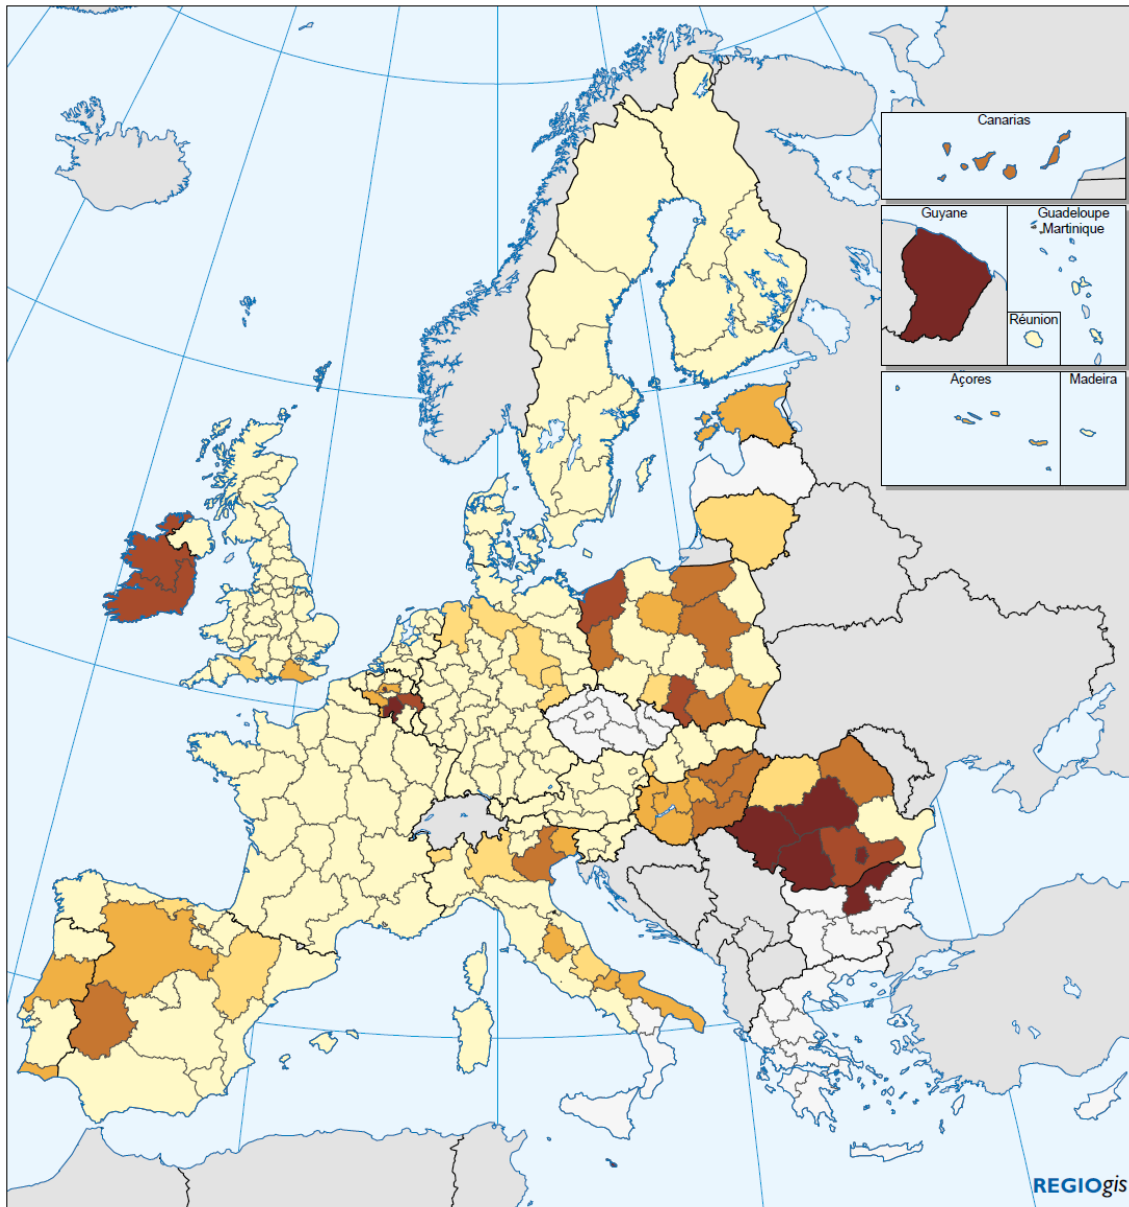 Canarias
Guyane
Guadeloupe
Martinique
Réunion
Açores
Madeira
REGIOgis